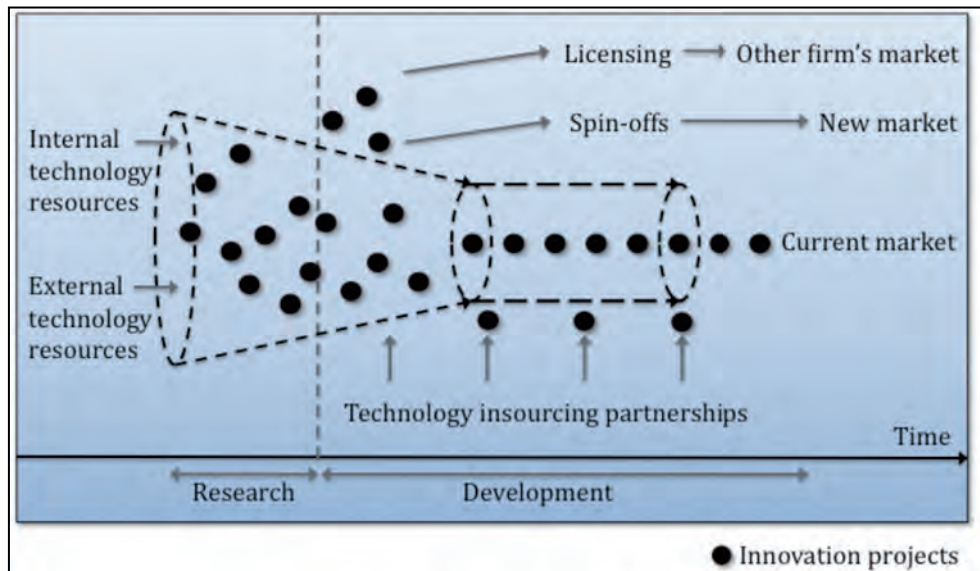 Licensing
Other firm's market
Internal
technology
resources
Spin-offs
New market
Current market
External
technology
resources
Technology insourcing partnerships
Time
Research
Development
Innovation projects